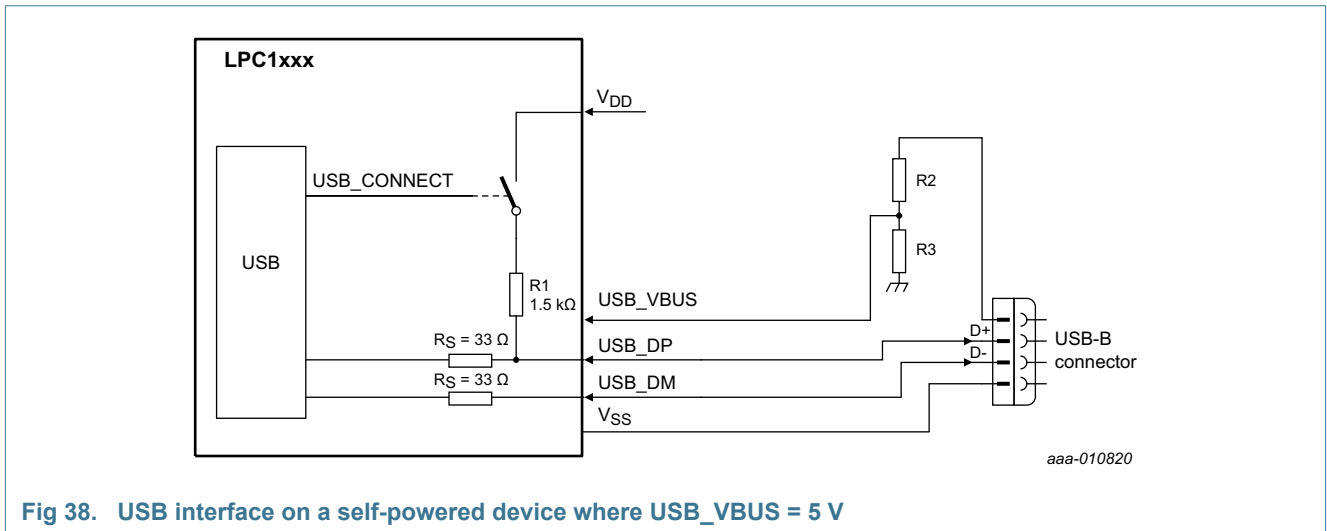 LPC1xxx
VDD
USB_CONNECT
R2
R3
USB
R1
1.5 kΩ
USB_VBUS
RS = 33 Ω
USB_DP
D+
USB-B
connector
D-
RS = 33 Ω
USB_DM
VSS
aaa-010820
Fig 38. USB interface on a self-powered device where USB_VBUS = 5 V